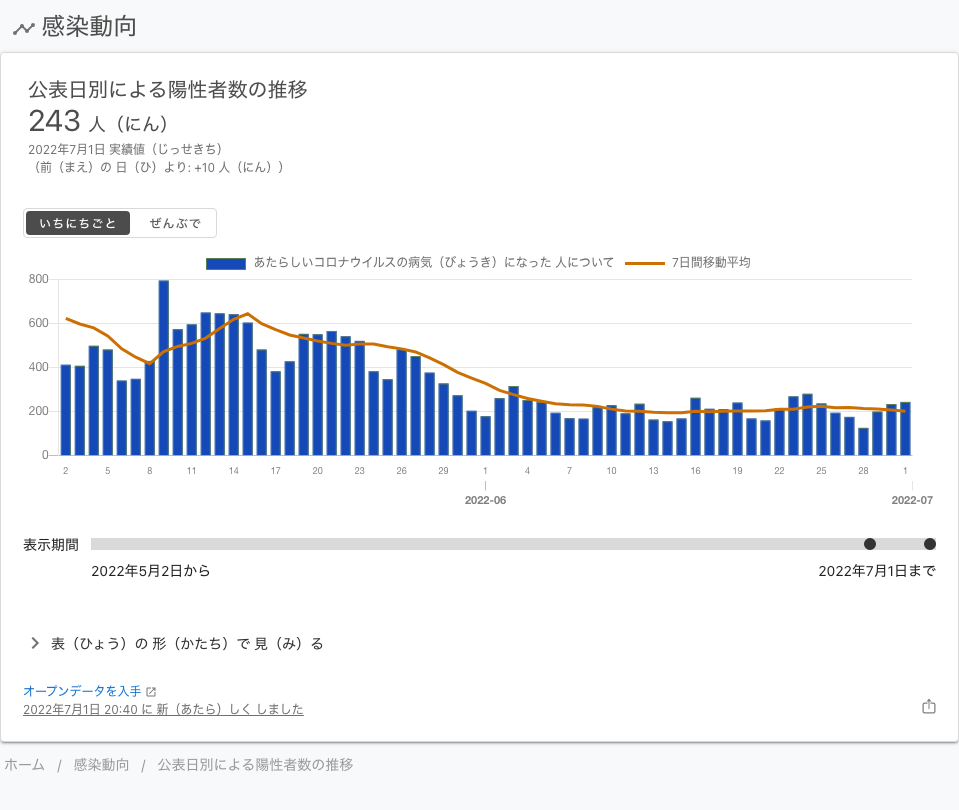 感染動向
公表日別による陽性者数の推移
243 人（にん）
2022年7月1日 実績値（じっせきち）
（前（まえ）の 日（ひ）より: +10 人（にん））
いちにちごと ぜんぶで
あたらしいコロナウイルスの病気（びょうき）になった 人について 7日間移動平均
800
600
400
200
0
2 5 8 11 14 17 20 23 26 29 1 4 7 10 13 16 19 22 25 28 1
2022-06 2022-07
表示期間
2022年5月2日から 2022年7月1日まで
表（ひょう）の 形（かたち）で 見（み）る
オープンデータを入手
2022年7月1日 20:40 に 新（あたら）しく しました
ホーム / 感染動向 / 公表日別による陽性者数の推移